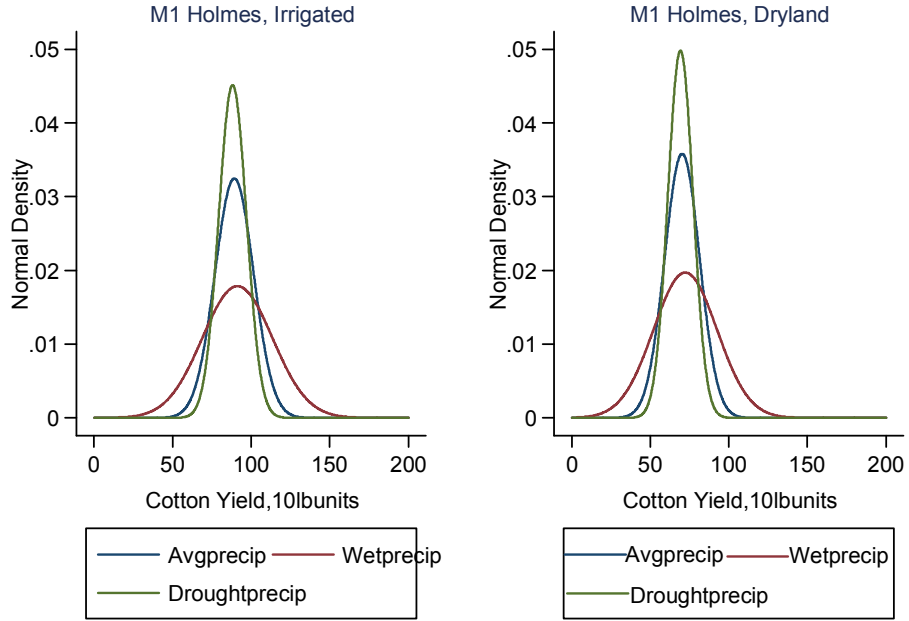 M1 Holmes, Irrigated
.05
.04
.03
.02
.01
0
Normal Density
0 50 100 150 200
Cotton Yield,10lbunits
Avgprecip Wetprecip
Droughtprecip
M1 Holmes, Dryland
.05
.04
.03
.02
.01
0
Normal Density
0 50 100 150 200
Cotton Yield,10lbunits
Avgprecip Wetprecip
Droughtprecip